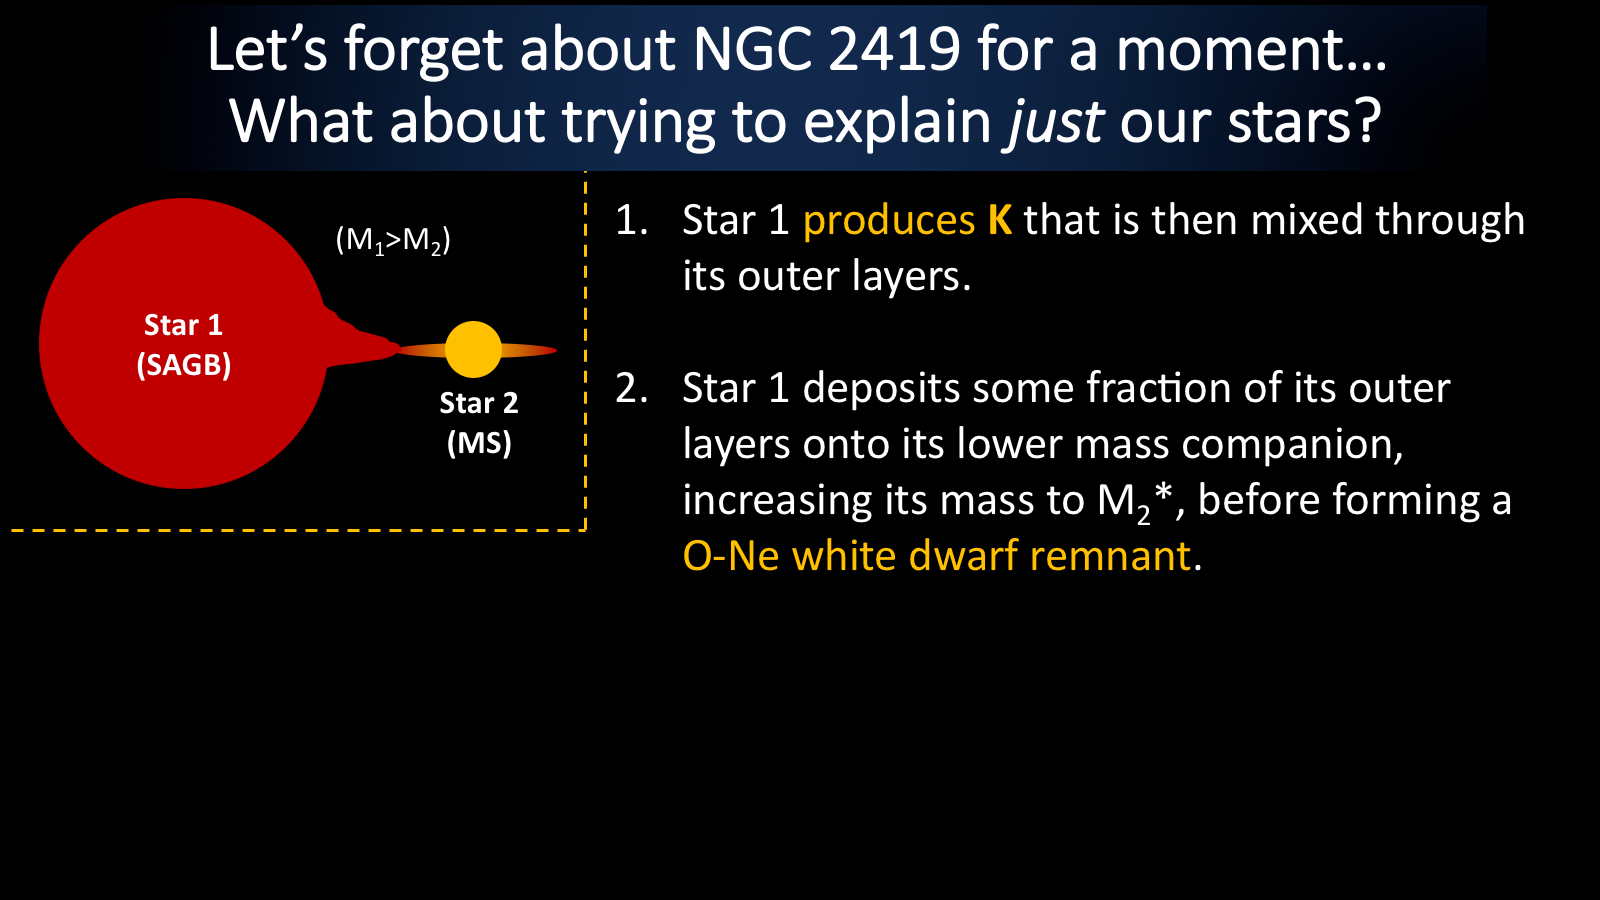 Let’s forget about NGC 2419 for a moment…
What about trying to explain just our stars?
(M1>M2)
Star 1
(SAGB)
Star 2
(MS)
1. Star 1 produces K that is then mixed through
its outer layers.
2. Star 1 deposits some fraction of its outer
layers onto its lower mass companion,
increasing its mass to M2*, before forming a
O-Ne white dwarf remnant.